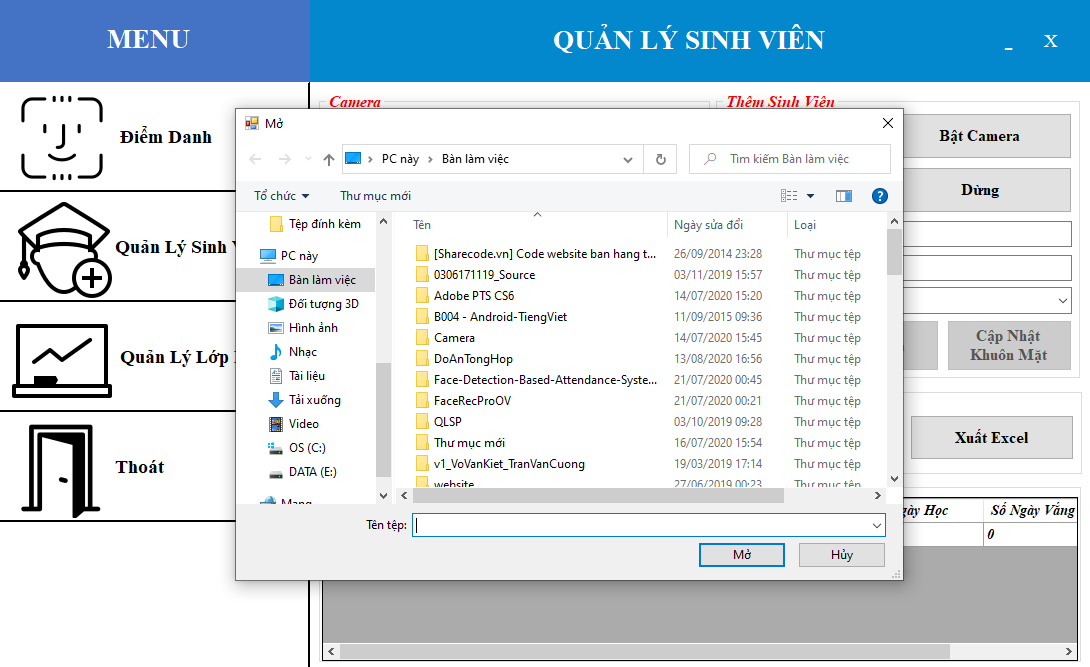 MENU
QUẢN LÝ SINH VIÊN
_ X
Điểm Danh
Quản Lý Sinh
Quản Lý Lớp
Thoát
Camera
Thêm Sinh Viên
Bật Camera
Dừng
Cập Nhật
Khuôn Mặt
Xuất Excel
Ngày Học
Số Ngày Vắng
0
Mở
PC này
Bàn làm việc
Tìm kiếm Bàn làm việc
Tổ chức
Thư mục mới
Tệp đính kèm
PC này
Bàn làm việc
Đối tượng 3D
Hình ảnh
Nhạc
Tài liệu
Tải xuống
Video
OS (C:)
DATA (E:)
Mạng
Tên Ngày sửa đổi Loại
[Sharecode.vn] Code website ban hang t... 26/09/2014 23:28 Thư mục tệp
0306171119_Source 03/11/2019 15:57 Thư mục tệp
Adobe PTS CS6 14/07/2020 15:20 Thư mục tệp
B004 - Android-TiengViet 11/09/2015 09:36 Thư mục tệp
Camera 14/07/2020 15:45 Thư mục tệp
DoAnTongHop 13/08/2020 16:56 Thư mục tệp
Face-Detection-Based-Attendance-Syste... 21/07/2020 00:45 Thư mục tệp
FaceRecProOV 21/07/2020 00:21 Thư mục tệp
QLSP 03/10/2019 09:28 Thư mục tệp
Thư mục mới 16/07/2020 15:54 Thư mục tệp
v1_VoVanKiet_TranVanCuong 19/03/2019 17:14 Thư mục tệp
website 27/06/2019 00:23 Thư mục tệp
Tên tệp:
Mở
Hủy